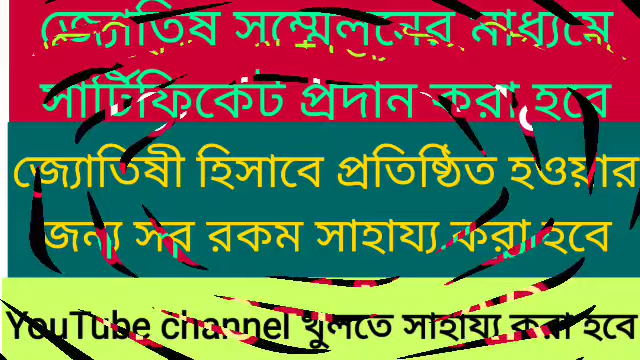 জ্যোতিষ সম্মেলনের মাধ্যমে
সার্টিফিকেট প্রদান করা হবে
জ্যোতিষী হিসাবে প্রতিষ্ঠিত হওয়ার
জন্য সব রকম সাহায্য করা হবে
YouTube channel খুলতে সাহায্য করা হবে